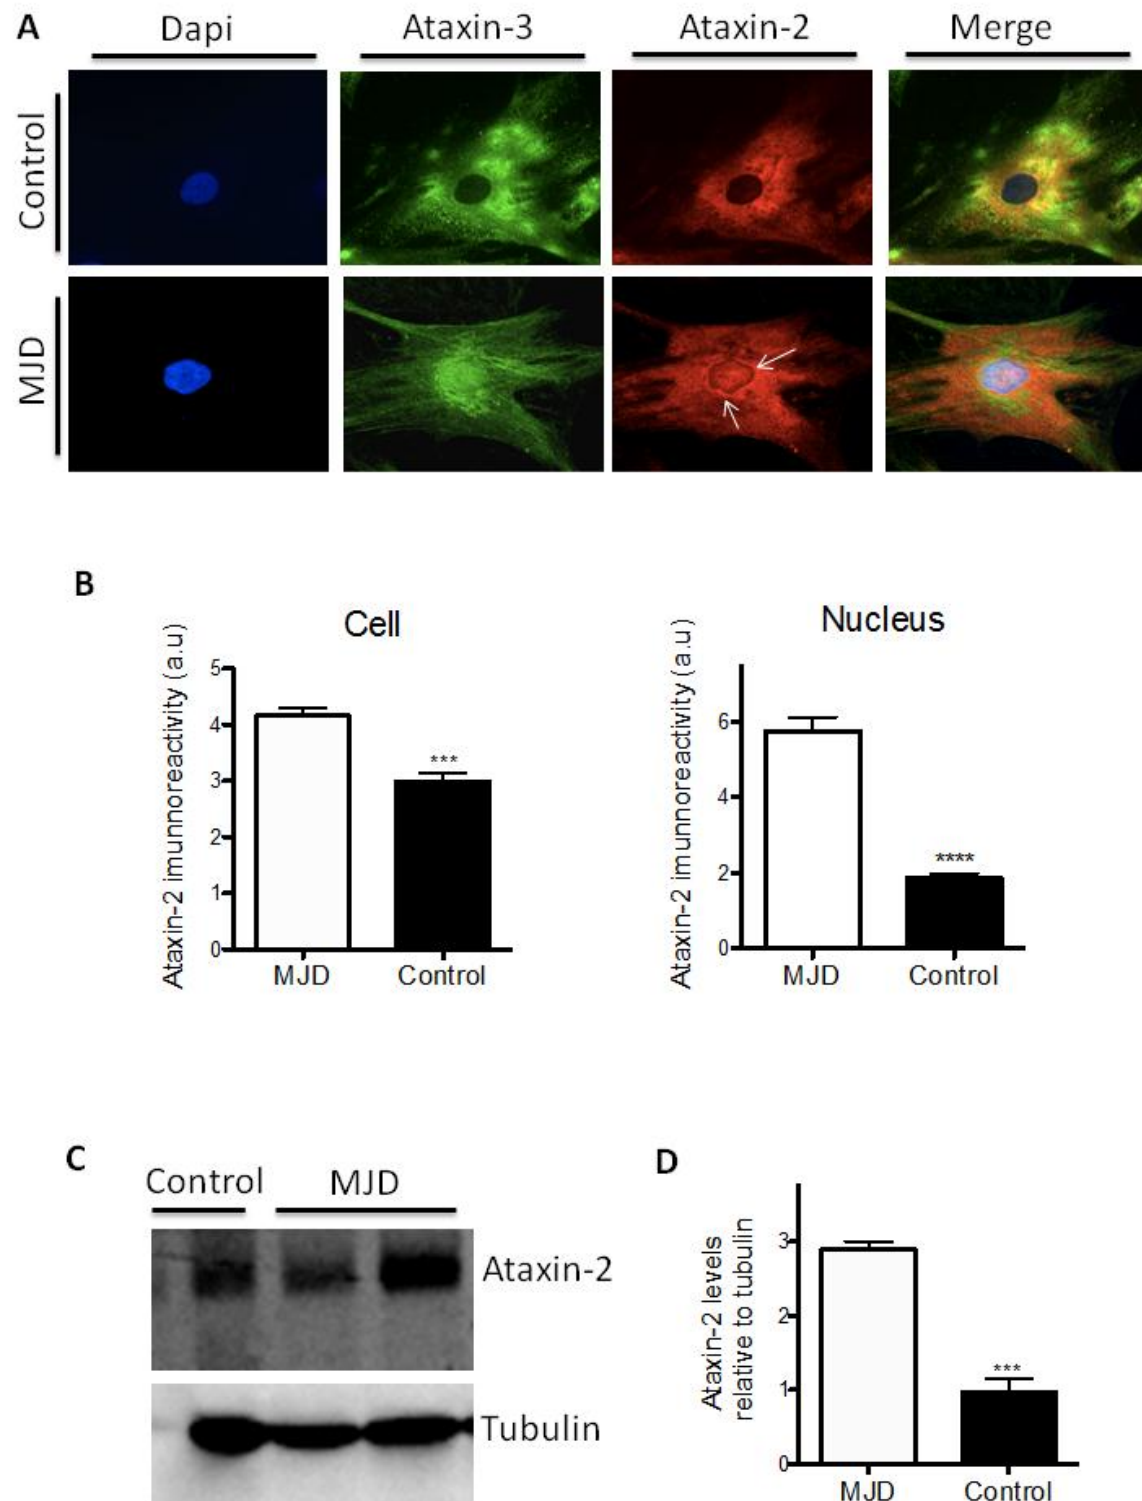 A
Dapi
Ataxin-3
Ataxin-2
Merge
Control
MJD
B
Cell
Ataxin-2 imunnoreactivity (a.u)
5
4
3
2
1
0
***
MJD
Control
Nucleus
Ataxin-2 imunnoreactivity (a.u)
6
4
2
0
****
MJD
Control
C
Control
MJD
Ataxin-2
Tubulin
D
Ataxin-2 levels
relative to tubulin
3
2
1
0
***
MJD
Control